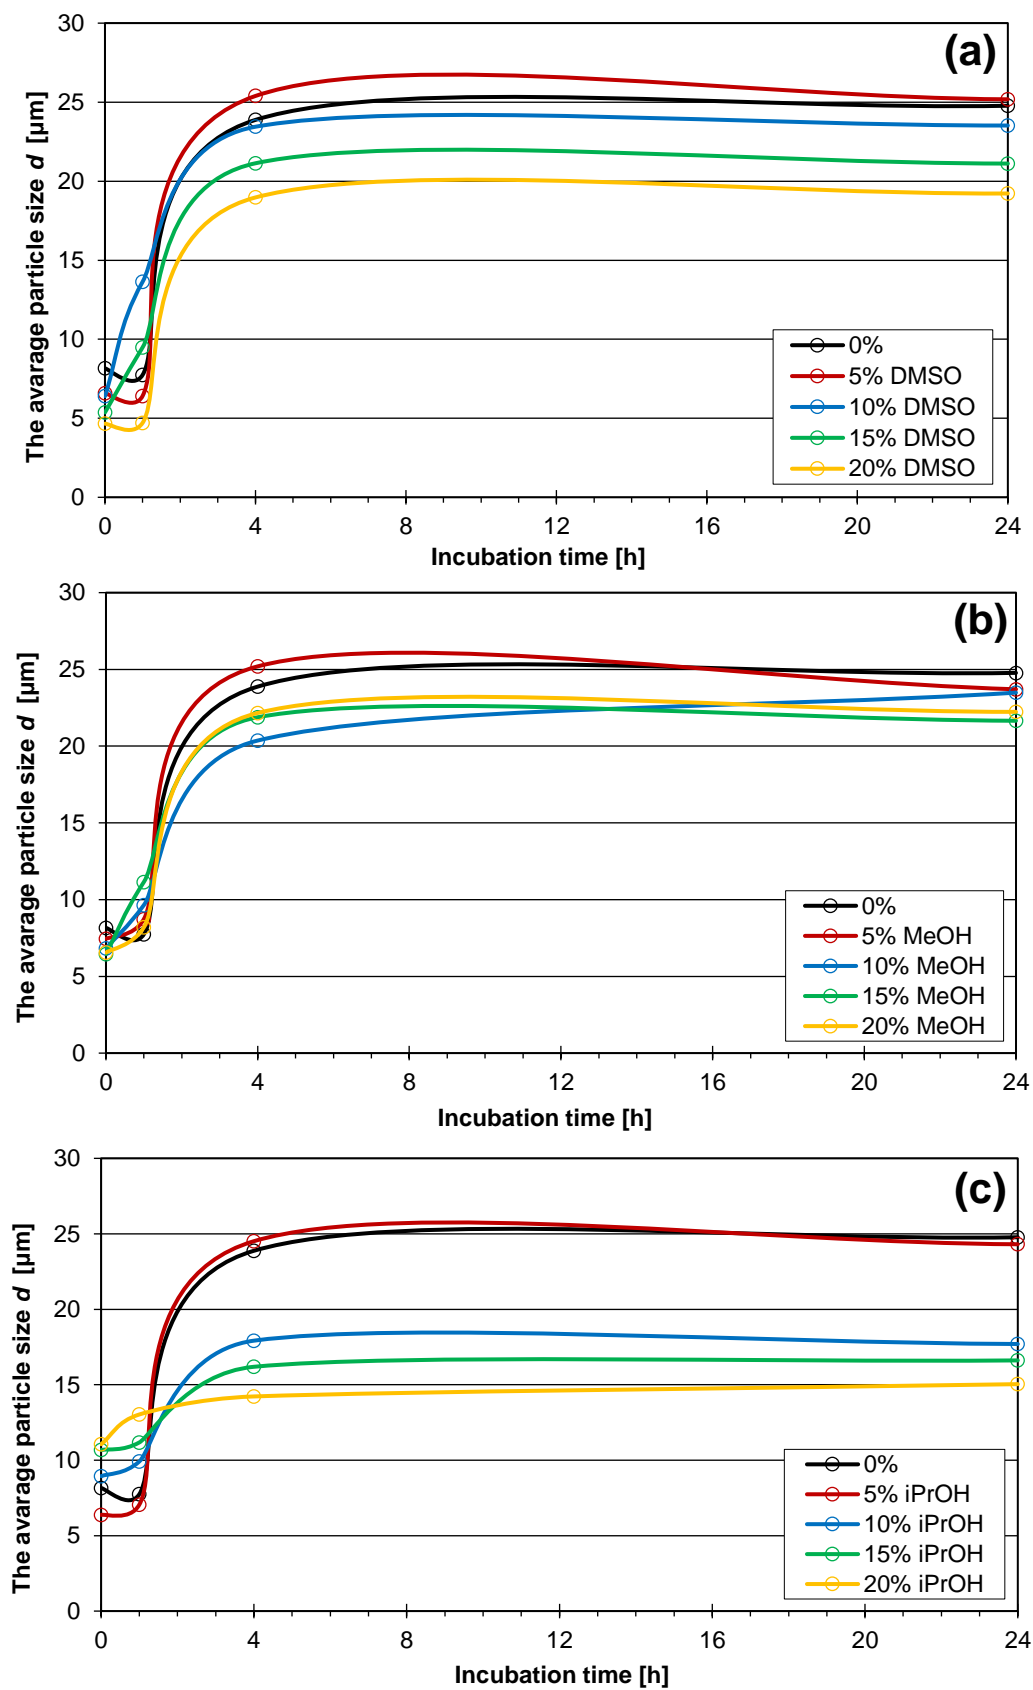 (a)
The avarage particle size d [µm]
30
25
20
15
10
5
0
0%
5% DMSO
10% DMSO
15% DMSO
20% DMSO
0 4 8 12 16 20 24
Incubation time [h]
(b)
The avarage particle size d [µm]
30
25
20
15
10
5
0
0%
5% MeOH
10% MeOH
15% MeOH
20% MeOH
0 4 8 12 16 20 24
Incubation time [h]
(c)
The avarage particle size d [µm]
30
25
20
15
10
5
0
0%
5% iPrOH
10% iPrOH
15% iPrOH
20% iPrOH
0 4 8 12 16 20 24
Incubation time [h]